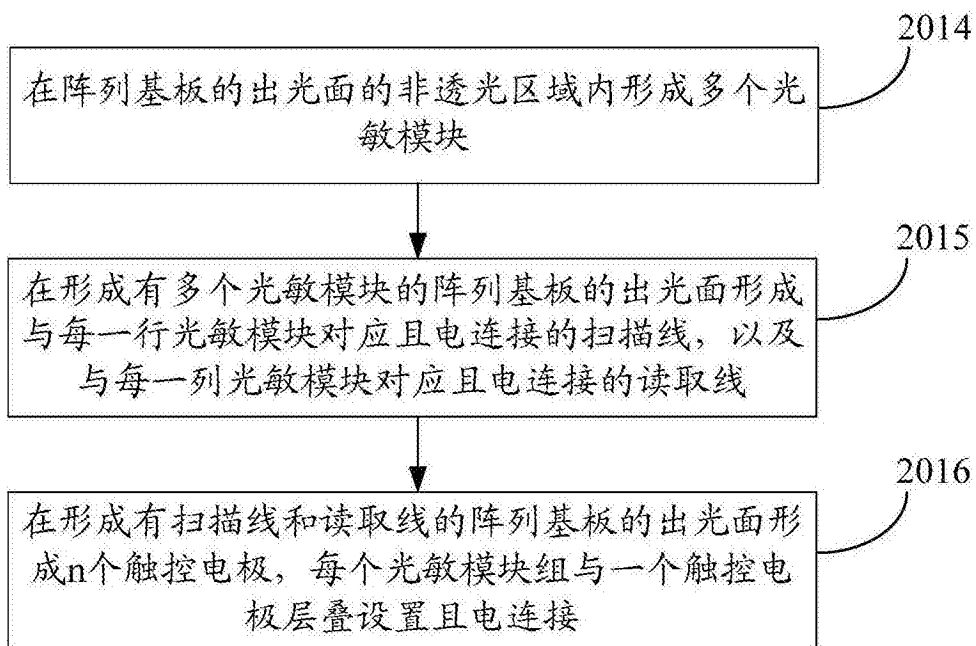 2014
在阵列基板的出光面的非透光区域内形成多个光
敏模块
2015
在形成有多个光敏模块的阵列基板的出光面形成
与每一行光敏模块对应且电连接的扫描线，以及
与每一列光敏模块对应且电连接的读取线
2016
在形成有扫描线和读取线的阵列基板的出光面形
成n个触控电极，每个光敏模块组与一个触控电
极层叠设置且电连接